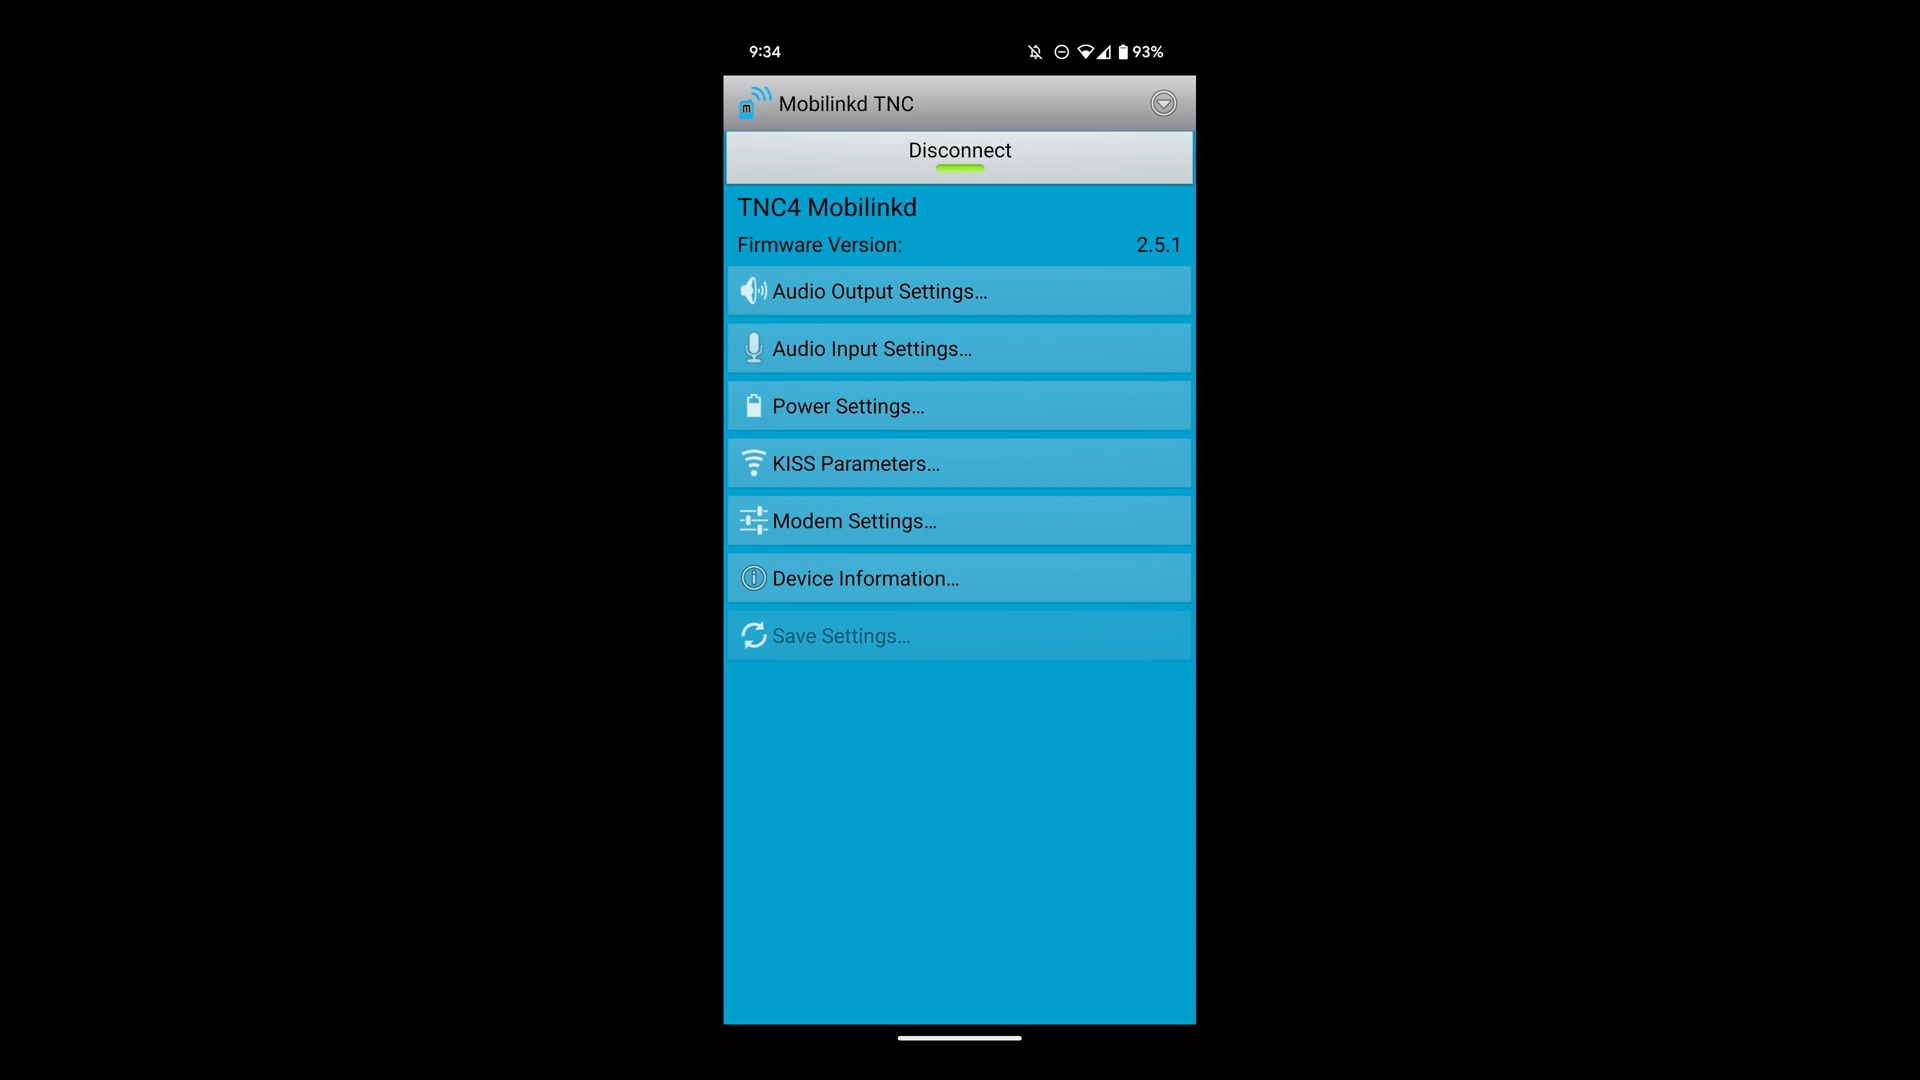 9:34 93%
m Mobilinkd TNC
Disconnect
TNC4 Mobilinkd
Firmware Version: 2.5.1
Audio Output Settings...
Audio Input Settings...
Power Settings...
KISS Parameters...
Modem Settings...
Device Information...
Save Settings...